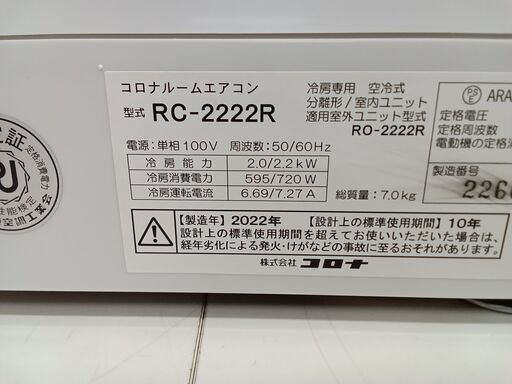 コロナルームエアコン
型式 RC-2222R
冷房専用 空冷式
分離形/室内ユニット
適用室外ユニット型式
RO-2222R
電源:単相100V 周波数:50/60Hz
冷房能力 2.0/2.2kW
冷房消費電力 595/720W
冷房運転電流 6.69/7.27A
総質量:7.0kg
【製造年】2022年 【設計上の標準使用期間】10年
設計上の標準使用期間を超えてお使いいただいた場合は、
経年劣化による発火・けがなどの事故に至るおそれがあります。
株式会社 コロナ
PSE ARA
定格電圧
定格周波数
電動機の定格消
製造番号